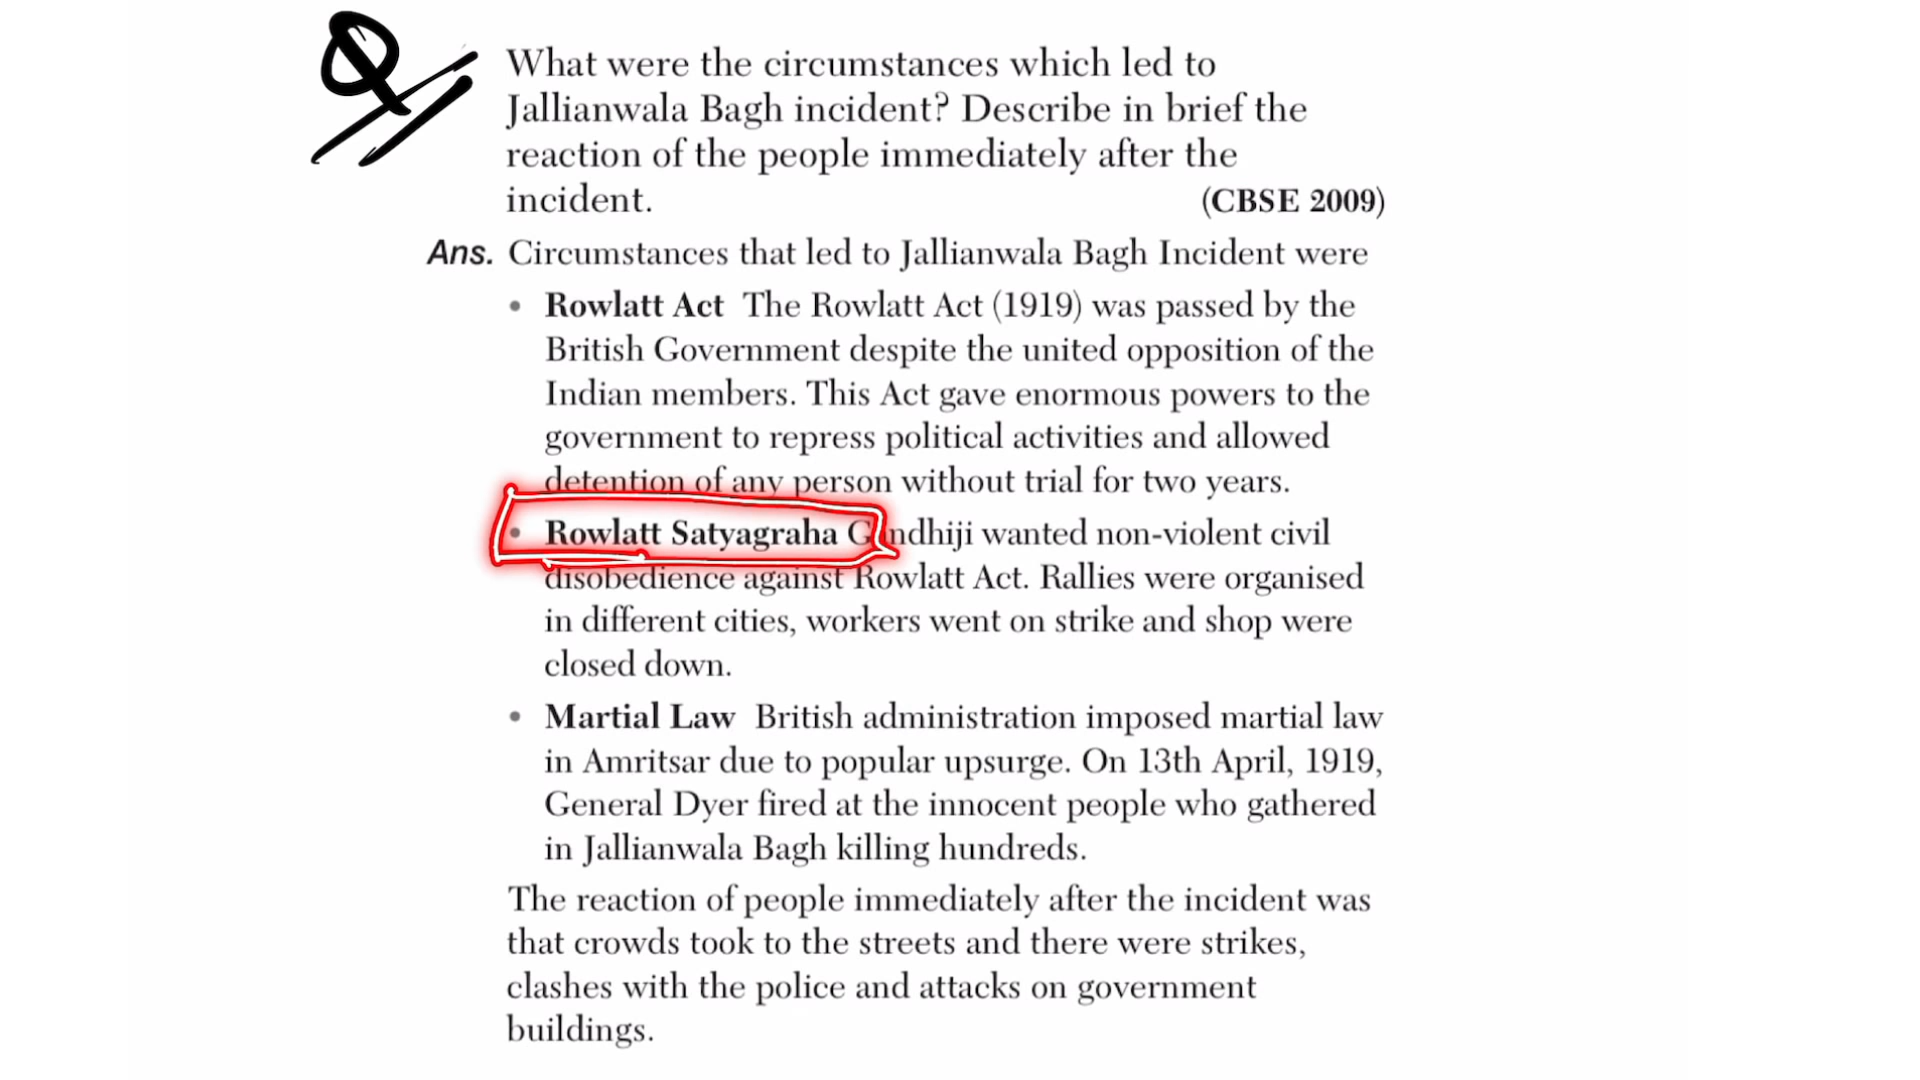 Q
What were the circumstances which led to
Jallianwala Bagh incident? Describe in brief the
reaction of the people immediately after the
incident. (CBSE 2009)
Ans. Circumstances that led to Jallianwala Bagh Incident were
• Rowlatt Act The Rowlatt Act (1919) was passed by the
British Government despite the united opposition of the
Indian members. This Act gave enormous powers to the
government to repress political activities and allowed
detention of any person without trial for two years.
• Rowlatt Satyagraha Gandhiji wanted non-violent civil
disobedience against Rowlatt Act. Rallies were organised
in different cities, workers went on strike and shop were
closed down.
• Martial Law British administration imposed martial law
in Amritsar due to popular upsurge. On 13th April, 1919,
General Dyer fired at the innocent people who gathered
in Jallianwala Bagh killing hundreds.
The reaction of people immediately after the incident was
that crowds took to the streets and there were strikes,
clashes with the police and attacks on government
buildings.